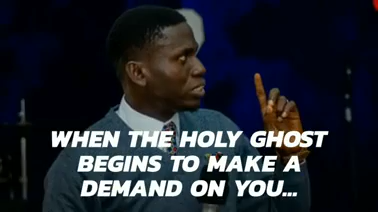 WHEN THE HOLY GHOST
BEGINS TO MAKE A
DEMAND ON YOU...